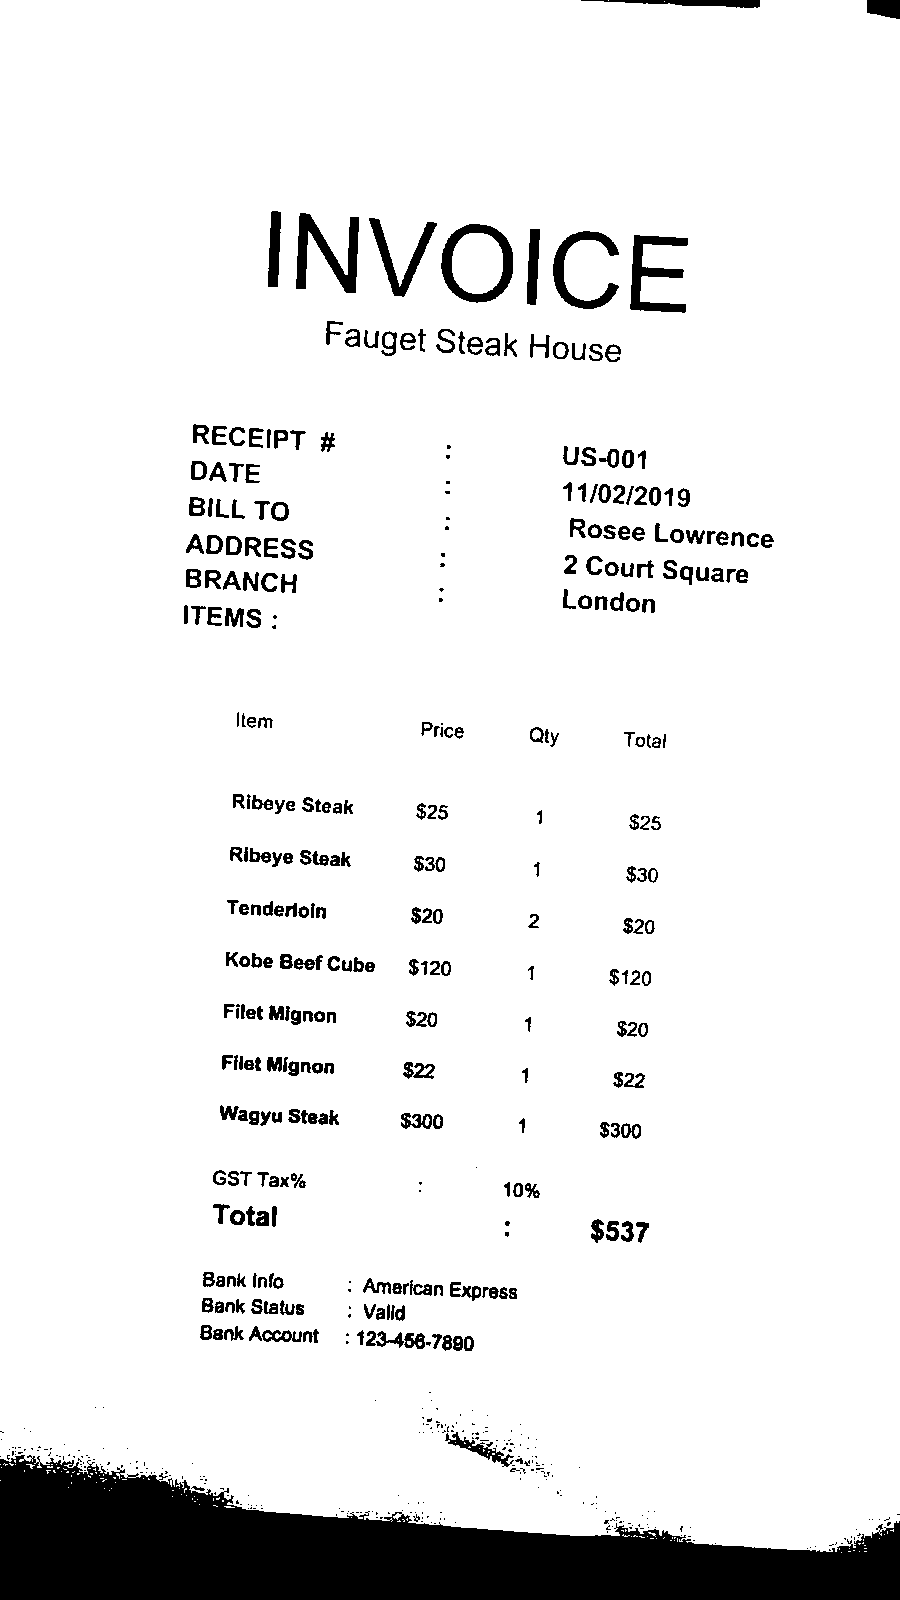 INVOICE
Fauget Steak House
RECEIPT # : US-001
DATE : 11/02/2019
BILL TO : Rosee Lowrence
ADDRESS : 2 Court Square
BRANCH : London
ITEMS :
Item Price Qty Total
Ribeye Steak $25 1 $25
Ribeye Steak $30 1 $30
Tenderloin $20 2 $20
Kobe Beef Cube $120 1 $120
Filet Mignon $20 1 $20
Filet Mignon $22 1 $22
Wagyu Steak $300 1 $300
GST Tax% : 10%
Total : $537
Bank Info : American Express
Bank Status : Valid
Bank Account : 123-456-7890